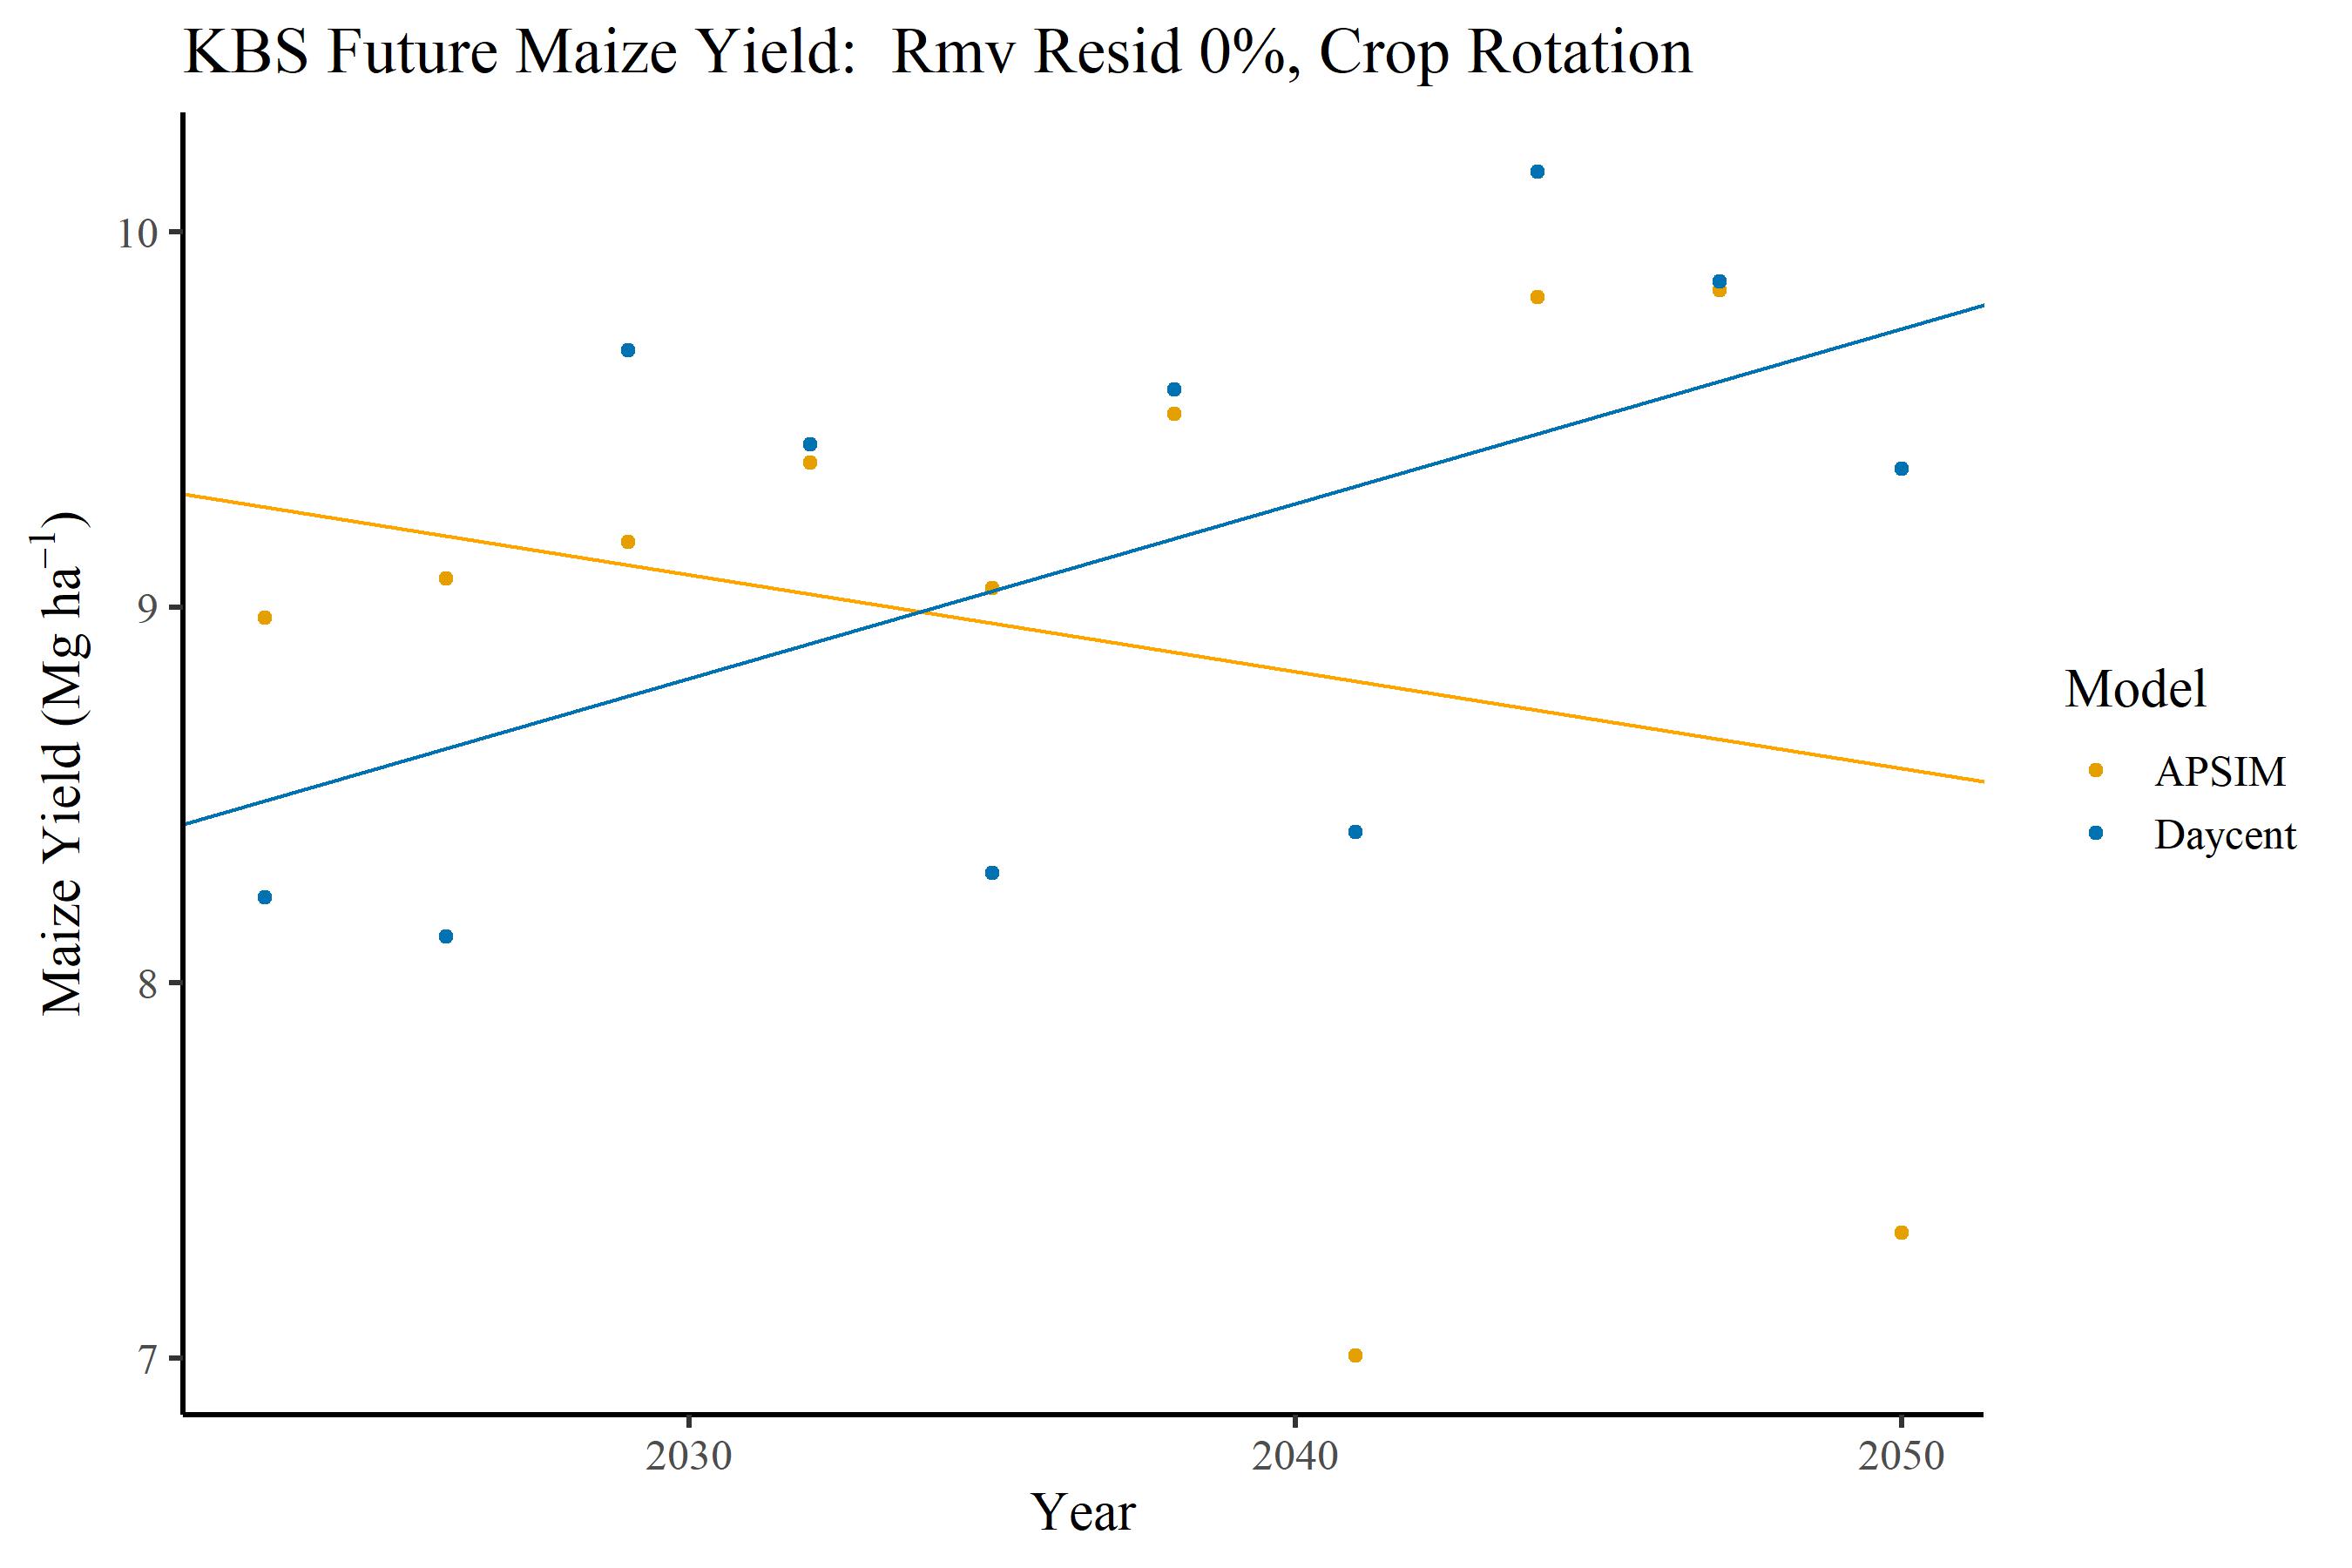 KBS Future Maize Yield:  Rmv Resid 0%, Crop Rotation
Maize Yield (Mg ha⁻¹)
10
9
8
7
2030
2040
2050
Year
Model
APSIM
Daycent